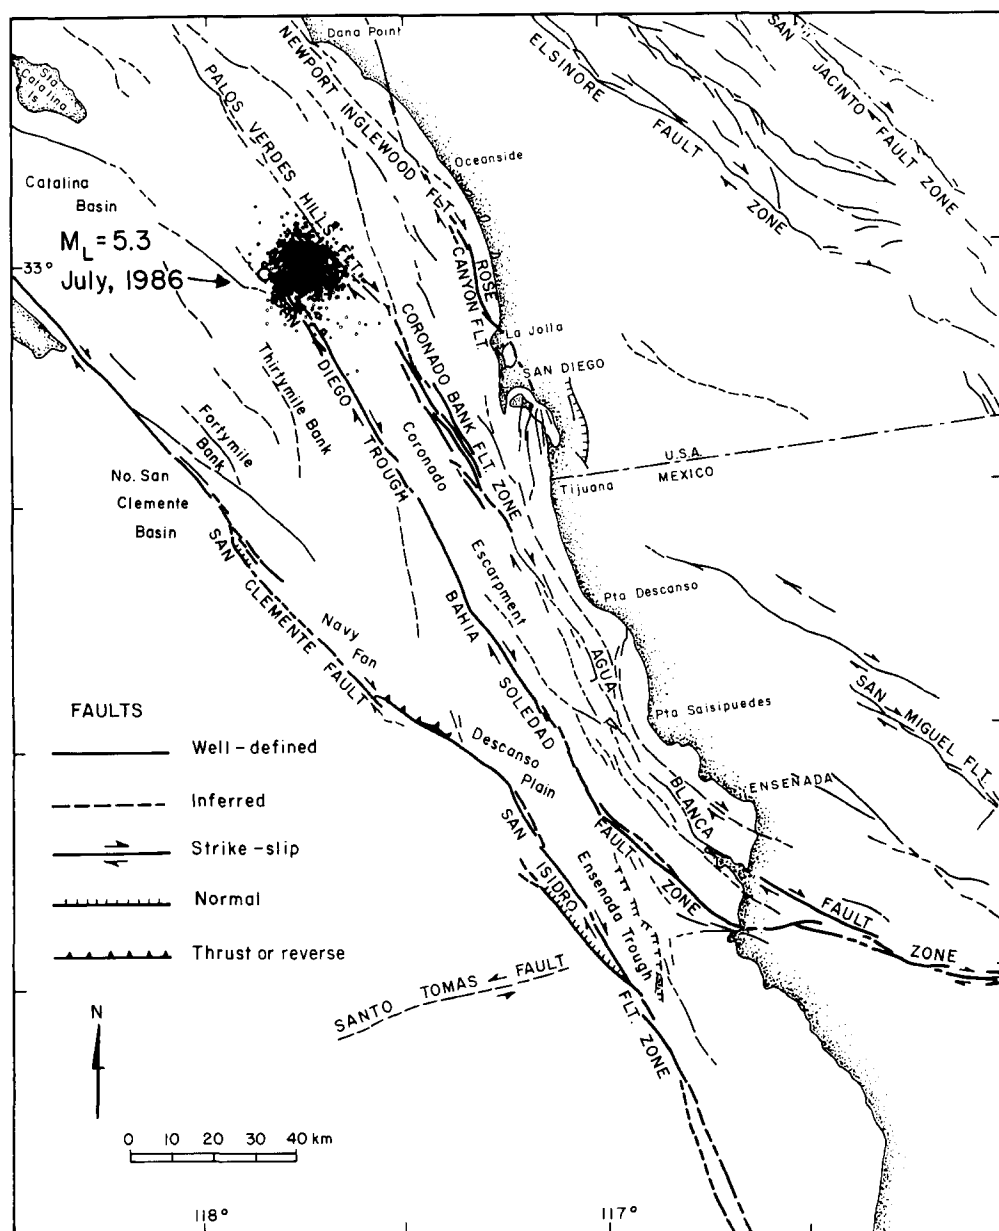 Dana Point
Sta.
Catalina
Is
NEWPORT INGLEWOOD FLT.
PALOS VERDES HILLS FLT.
ELSINORE FAULT ZONE
SAN JACINTO FAULT ZONE
Oceanside
Catalina
Basin
M_L = 5.3
July, 1986
33°
ROSE
CANYON FLT.
La Jolla
SAN DIEGO
CORONADO BANK FLT. ZONE
DIEGO TROUGH
Thirtymile Bank
Fortymile
Bank
Coronado Escarpment
U.S.A.
MEXICO
Tijuana
No. San
Clemente
Basin
SAN CLEMENTE FAULT
Navy
Fan
BAHIA SOLEDAD FAULT ZONE
Pta Descanso
AGUA BLANCA FAULT ZONE
SAN MIGUEL FLT.
Pta Salsipuedes
ENSEÑADA
Descanso
Plain
SAN ISIDRO FLT. ZONE
Ensenada Trough
SANTO TOMAS FAULT
FAULTS
Well-defined
Inferred
Strike-slip
Normal
Thrust or reverse
N
0 10 20 30 40 km
118°
117°